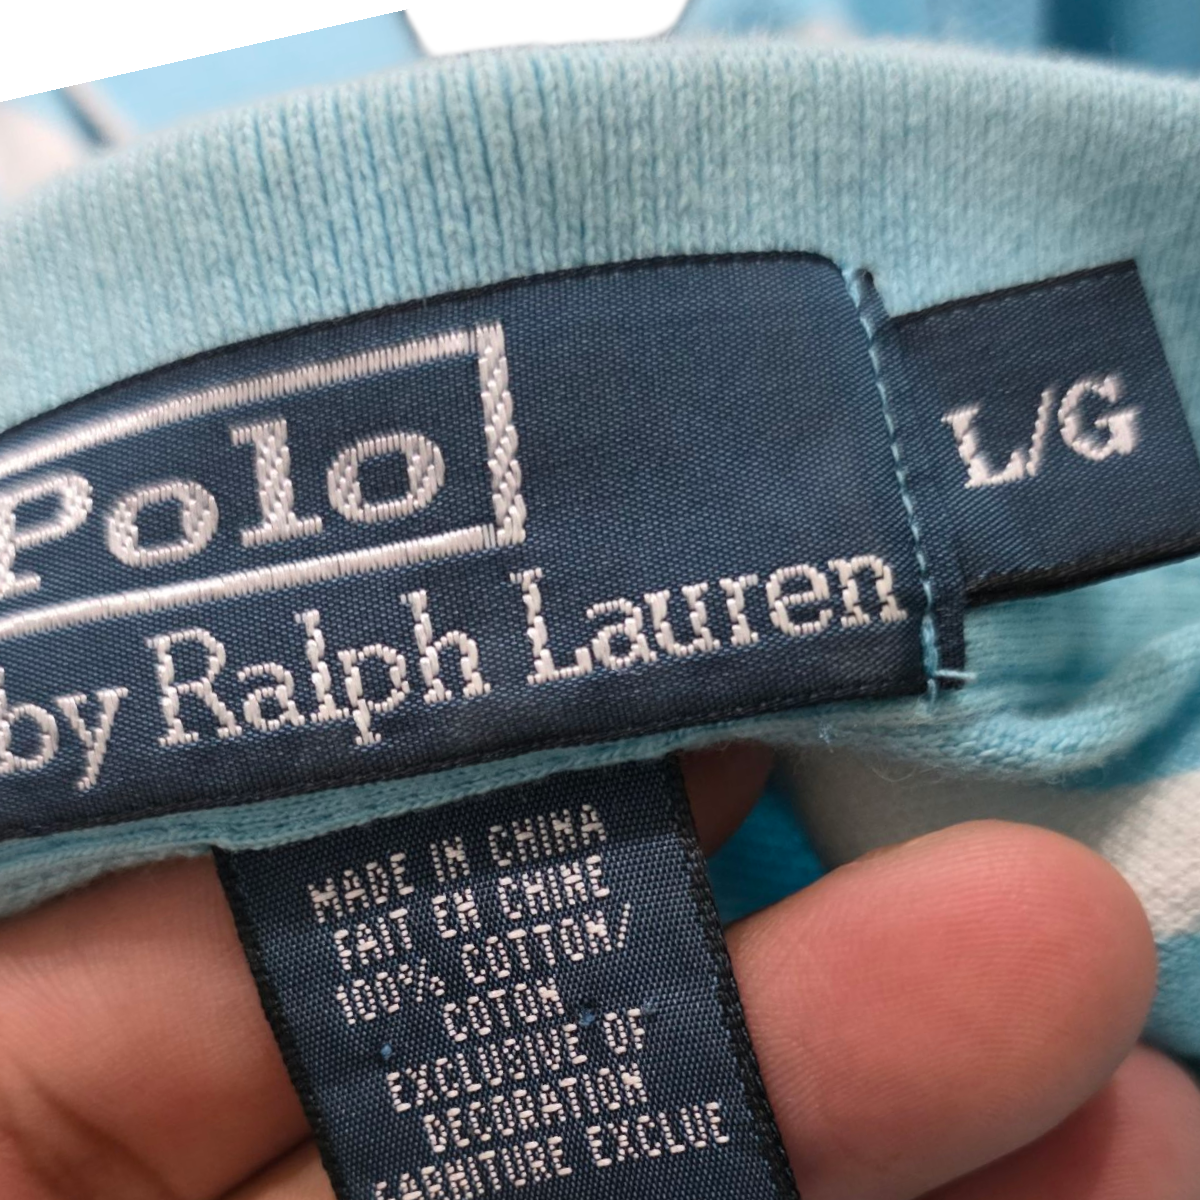 Polo
by Ralph Lauren
L/G
MADE IN CHINA
FAIT EN CHINE
100% COTTON/
COTON
EXCLUSIVE OF
DECORATION
GARNITURE EXCLUE